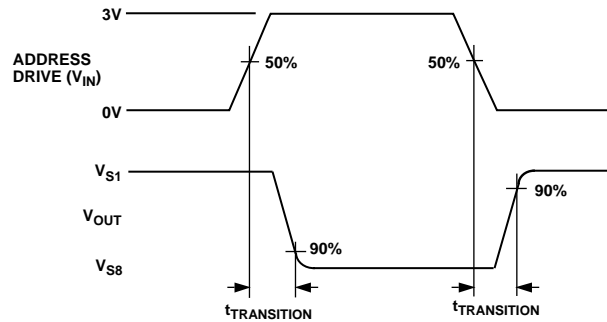 3V
ADDRESS
DRIVE (VIN)
50%
50%
0V
VS1
VOUT
90%
90%
VS8
tTRANSITION
tTRANSITION